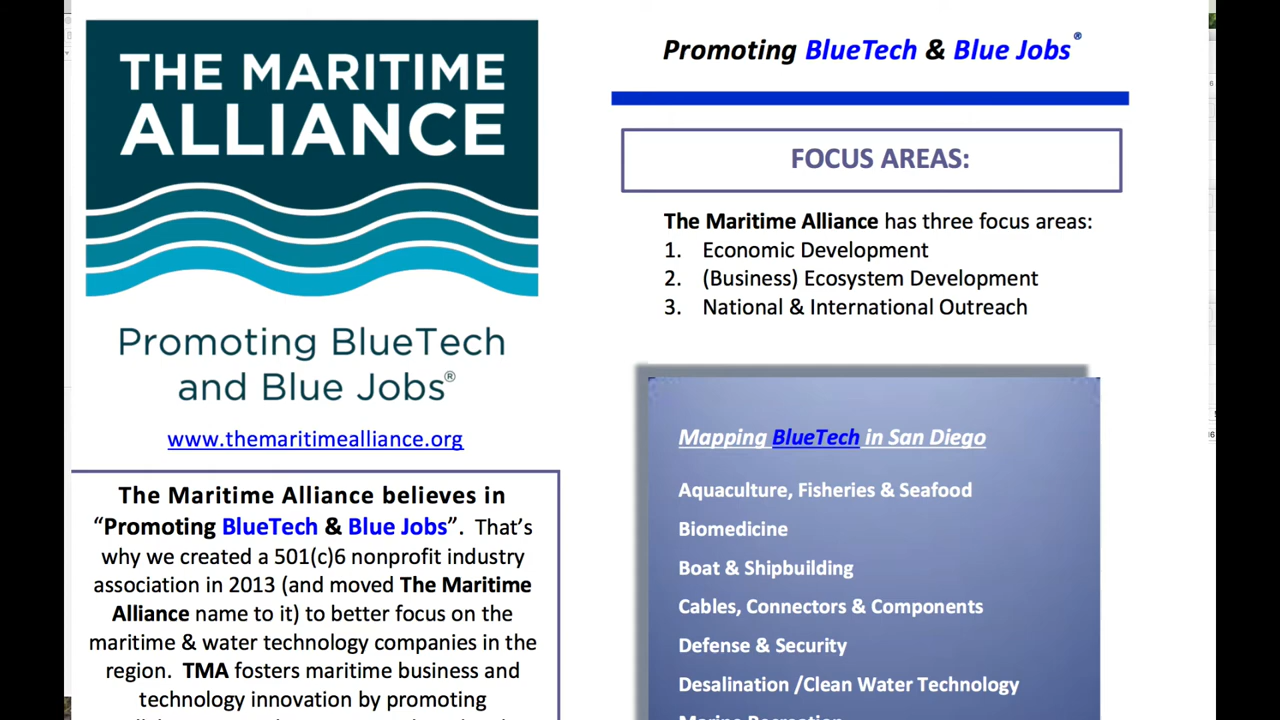 THE MARITIME
ALLIANCE
Promoting BlueTech
and Blue Jobs®
www.themaritimealliance.org
The Maritime Alliance believes in
“Promoting BlueTech & Blue Jobs”. That’s
why we created a 501(c)6 nonprofit industry
association in 2013 (and moved The Maritime
Alliance name to it) to better focus on the
maritime & water technology companies in the
region. TMA fosters maritime business and
technology innovation by promoting
Promoting BlueTech & Blue Jobs®
FOCUS AREAS:
The Maritime Alliance has three focus areas:
1. Economic Development
2. (Business) Ecosystem Development
3. National & International Outreach
Mapping BlueTech in San Diego
Aquaculture, Fisheries & Seafood
Biomedicine
Boat & Shipbuilding
Cables, Connectors & Components
Defense & Security
Desalination /Clean Water Technology
Marine Recreation